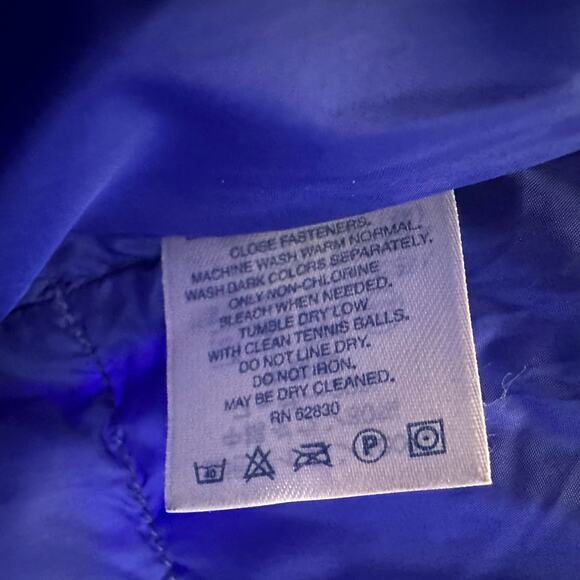 CLOSE FASTENERS.
MACHINE WASH WARM NORMAL.
WASH DARK COLORS SEPARATELY.
ONLY NON-CHLORINE
BLEACH WHEN NEEDED.
TUMBLE DRY LOW
WITH CLEAN TENNIS BALLS.
DO NOT LINE DRY.
DO NOT IRON.
MAY BE DRY CLEANED.
RN 62830
40 P